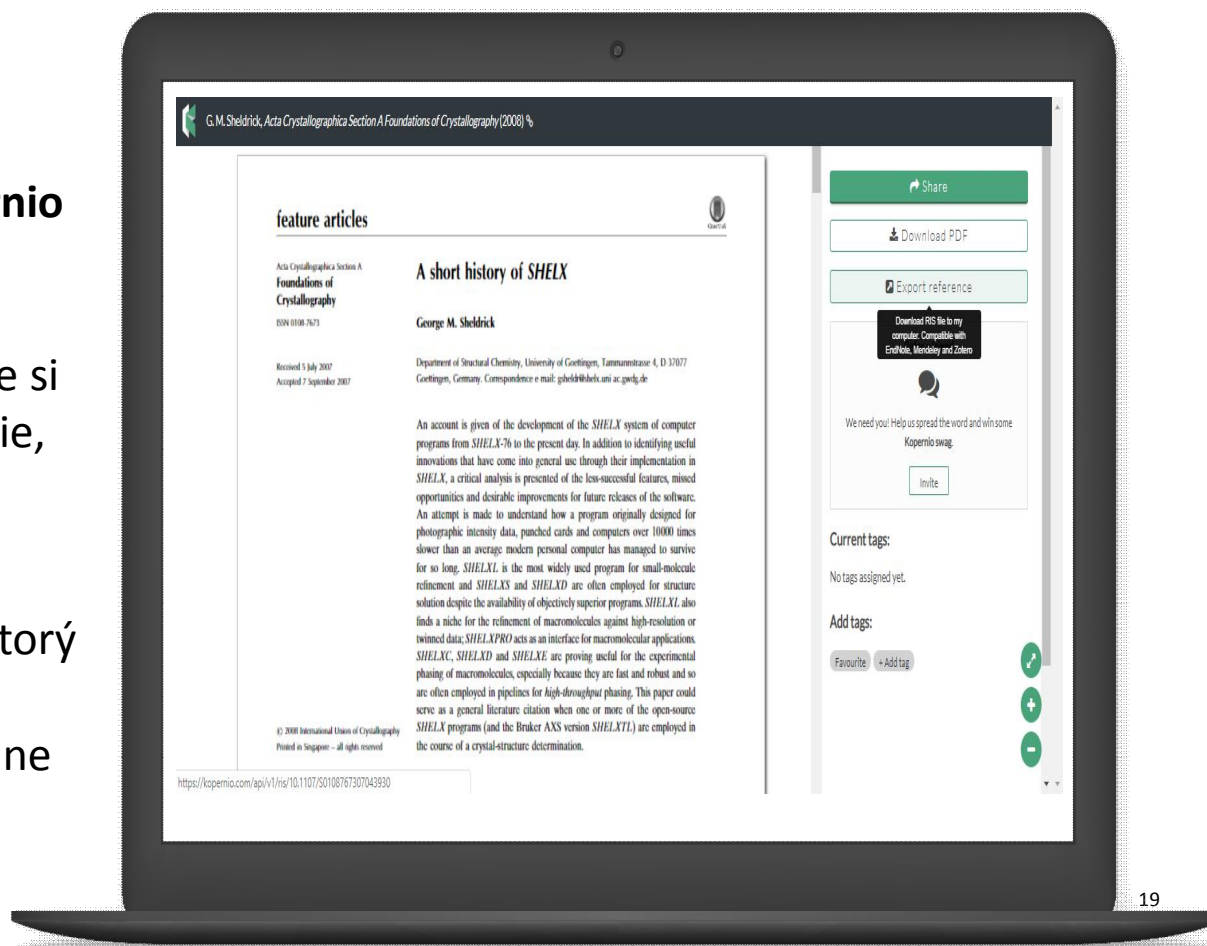 rnio
e si
ie,
torý
ne
G. M. Sheldrick, Acta Crystallographica Section A Foundations of Crystallography (2008)
feature articles
Acta Crystallographica Section A
Foundations of
Crystallography
ISSN 0108-7673
Received 5 July 2007
Accepted 7 September 2007
A short history of SHELX
George M. Sheldrick
Department of Structural Chemistry, University of Goettingen, Tammannstrasse 4, D 37077
Goettingen, Germany. Correspondence e mail: gsheldr@shelx.uni ac.gwdg.de
An account is given of the development of the SHELX system of computer
programs from SHELX-76 to the present day. In addition to identifying useful
innovations that have come into general use through their implementation in
SHELX, a critical analysis is presented of the less-successful features, missed
opportunities and desirable improvements for future releases of the software.
An attempt is made to understand how a program originally designed for
photographic intensity data, punched cards and computers over 10000 times
slower than an average modern personal computer has managed to survive
for so long. SHELXL is the most widely used program for small-molecule
refinement and SHELXS and SHELXD are often employed for structure
solution despite the availability of objectively superior programs. SHELXL also
finds a niche for the refinement of macromolecules against high-resolution or
twinned data; SHELXPRO acts as an interface for macromolecular applications.
SHELXC, SHELXD and SHELXE are proving useful for the experimental
phasing of macromolecules, especially because they are fast and robust and so
are often employed in pipelines for high-throughput phasing. This paper could
serve as a general literature citation when one or more of the open-source
SHELX programs (and the Bruker AXS version SHELXTL) are employed in
the course of a crystal-structure determination.
© 2008 International Union of Crystallography
Printed in Singapore – all rights reserved
https://kopernio.com/api/v1/ris/10.1107/S0108767307043930
Share
Download PDF
Export reference
Download RIS file to my
computer. Compatible with
EndNote, Mendeley and Zotero
We need you! Help us spread the word and win some
Kopernio swag.
Invite
Current tags:
No tags assigned yet.
Add tags:
Favourite + Add tag
19